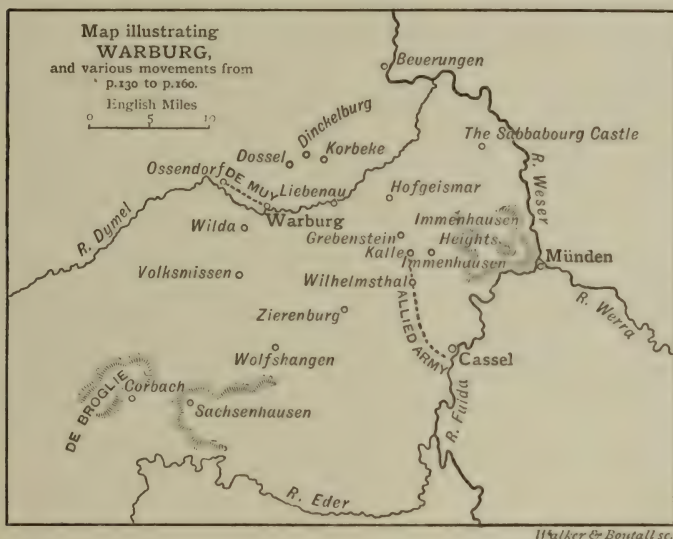 Map illustrating
WARBURG,
and various movements from
p.130 to p.160.
English Miles
0 5 10
Beverungen
Dinckelburg
The Sabbabourg Castle
Dossel
Korbeke
Ossendorf
DE MUY
Liebenau
Hofgeismar
R. Weser
Warburg
R. Dymel
Wilda
Grebenstein
Immenhausen
Heights.
Kalle
Immenhausen
Münden
Volksmissen
Wilhelmsthal
R. Werra
Zierenburg
ALLIED ARMY
Cassel
Wolfshangen
DE BROGLIE
Corbach
Sachsenhausen
R. Fulda
R. Eder
Walker & Boutall sc.